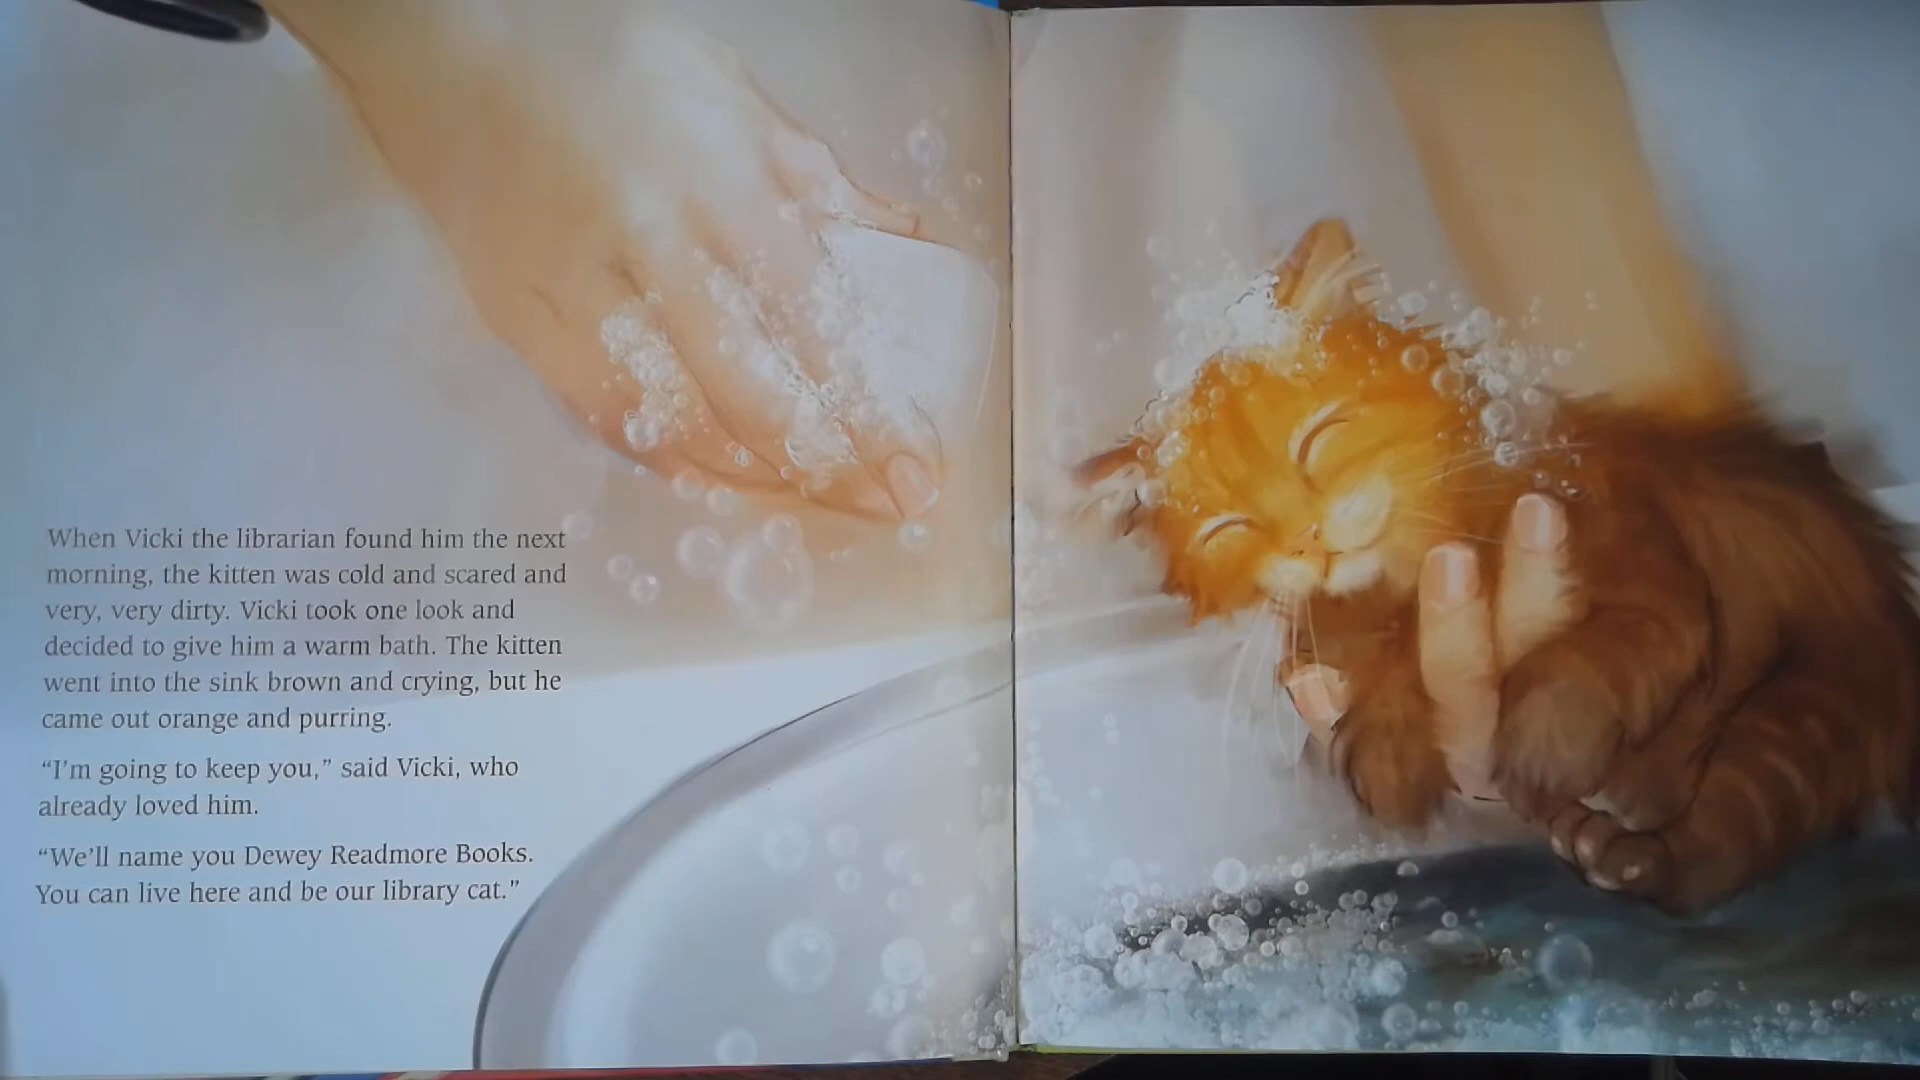 When Vicki the librarian found him the next
morning, the kitten was cold and scared and
very, very dirty. Vicki took one look and
decided to give him a warm bath. The kitten
went into the sink brown and crying, but he
came out orange and purring.
“I’m going to keep you,” said Vicki, who
already loved him.
“We’ll name you Dewey Readmore Books.
You can live here and be our library cat.”